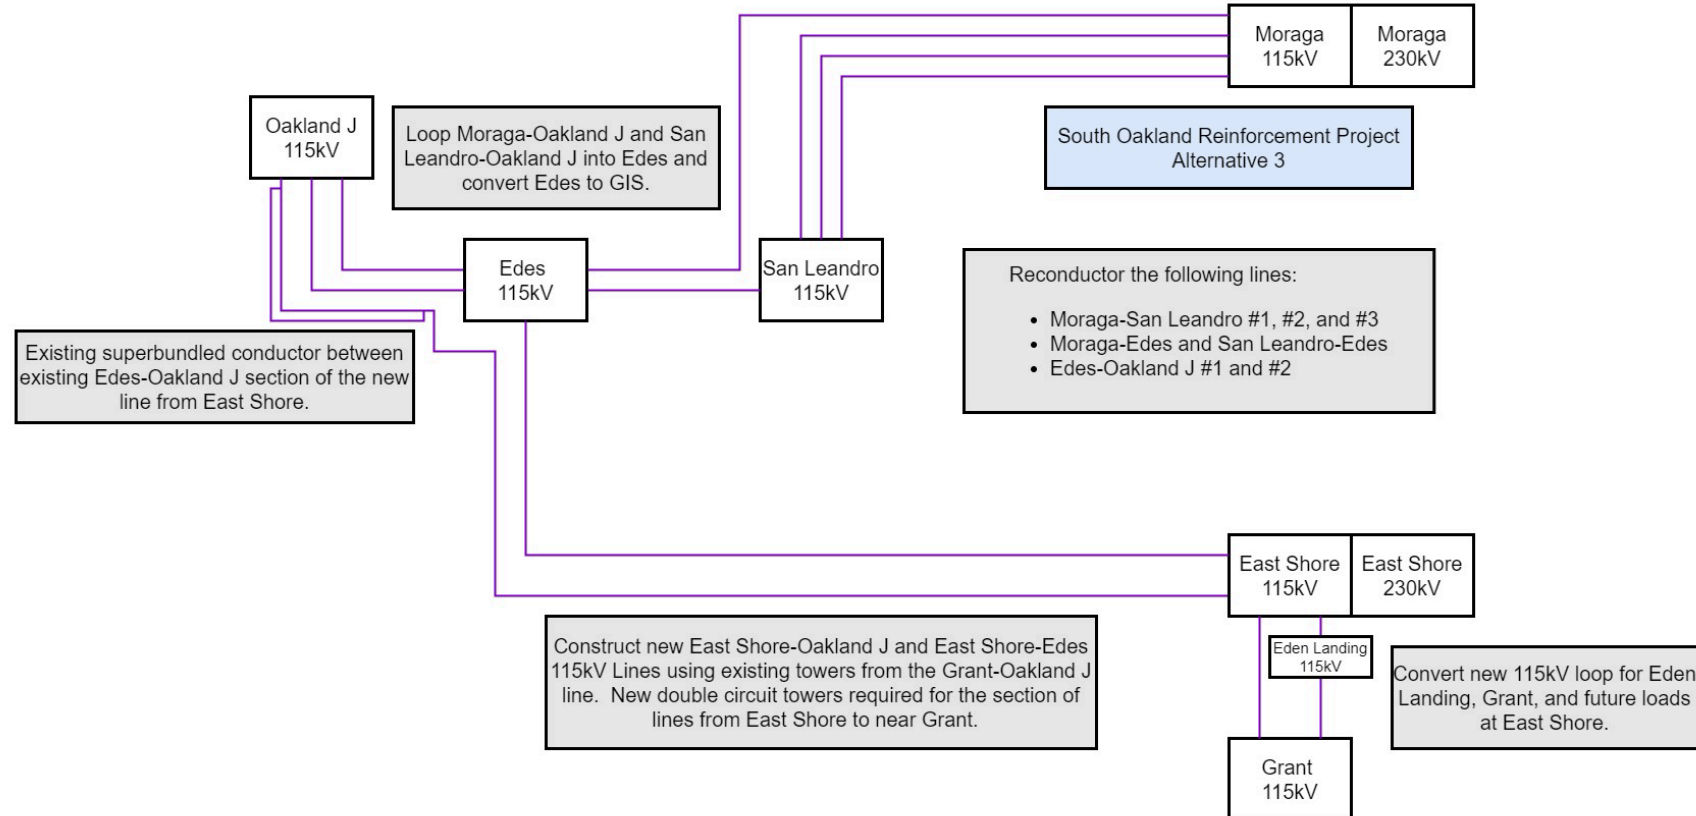 Moraga
115kV
Moraga
230kV
Oakland J
115kV
Loop Moraga-Oakland J and San
Leandro-Oakland J into Edes and
convert Edes to GIS.
South Oakland Reinforcement Project
Alternative 3
Edes
115kV
San Leandro
115kV
Reconductor the following lines:
• Moraga-San Leandro #1, #2, and #3
• Moraga-Edes and San Leandro-Edes
• Edes-Oakland J #1 and #2
Existing superbundled conductor between
existing Edes-Oakland J section of the new
line from East Shore.
East Shore
115kV
East Shore
230kV
Construct new East Shore-Oakland J and East Shore-Edes
115kV Lines using existing towers from the Grant-Oakland J
line.  New double circuit towers required for the section of
lines from East Shore to near Grant.
Eden Landing
115kV
Convert new 115kV loop for Eden
Landing, Grant, and future loads
at East Shore.
Grant
115kV